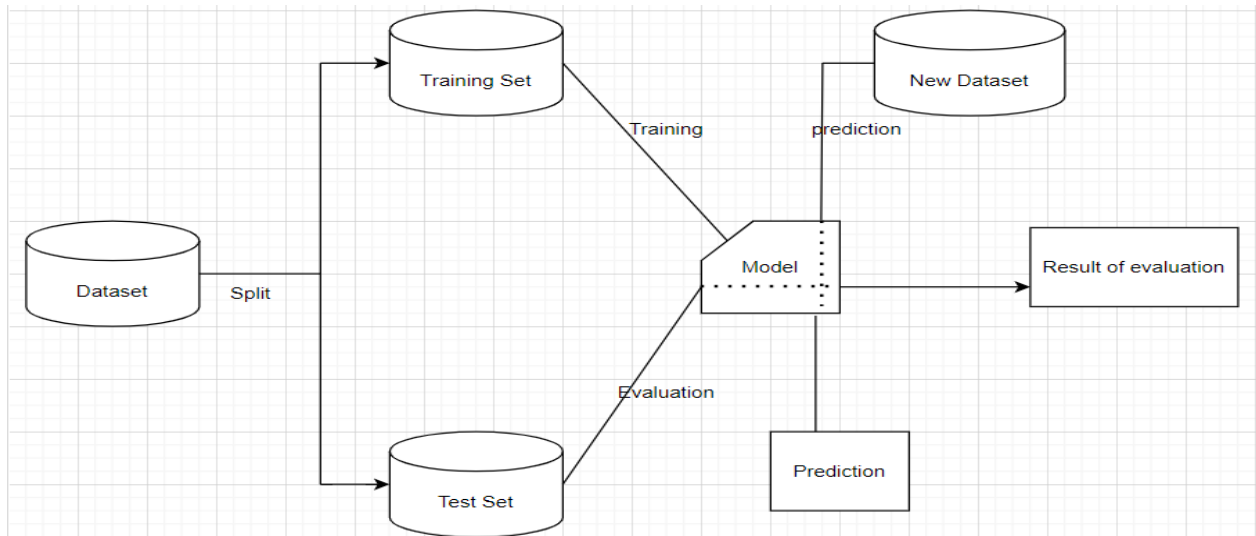 Training Set
New Dataset
Training
prediction
Dataset
Split
Model
Result of evaluation
Evaluation
Prediction
Test Set